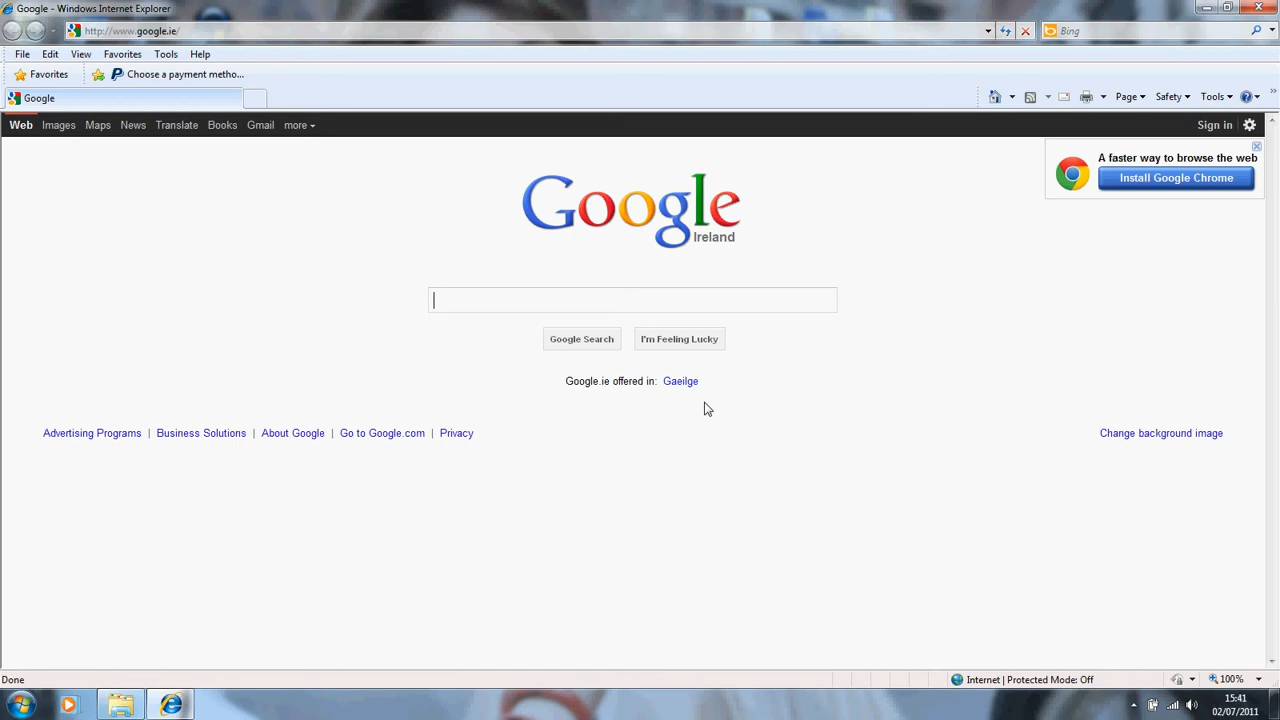 Google - Windows Internet Explorer
http://www.google.ie/
Bing
File Edit View Favorites Tools Help
Favorites Choose a payment metho...
Google
Page Safety Tools
Web Images Maps News Translate Books Gmail more Sign in
A faster way to browse the web
Install Google Chrome
Google
Ireland
Google Search I'm Feeling Lucky
Google.ie offered in: Gaeilge
Advertising Programs | Business Solutions | About Google | Go to Google.com | Privacy Change background image
Done Internet | Protected Mode: Off 100%
15:41
02/07/2011